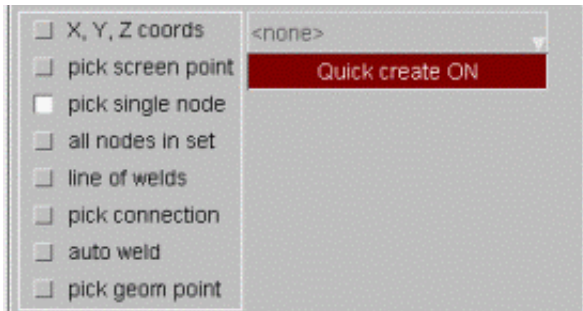 X, Y, Z coords
pick screen point
pick single node
all nodes in set
line of welds
pick connection
auto weld
pick geom point
<none>
Quick create ON